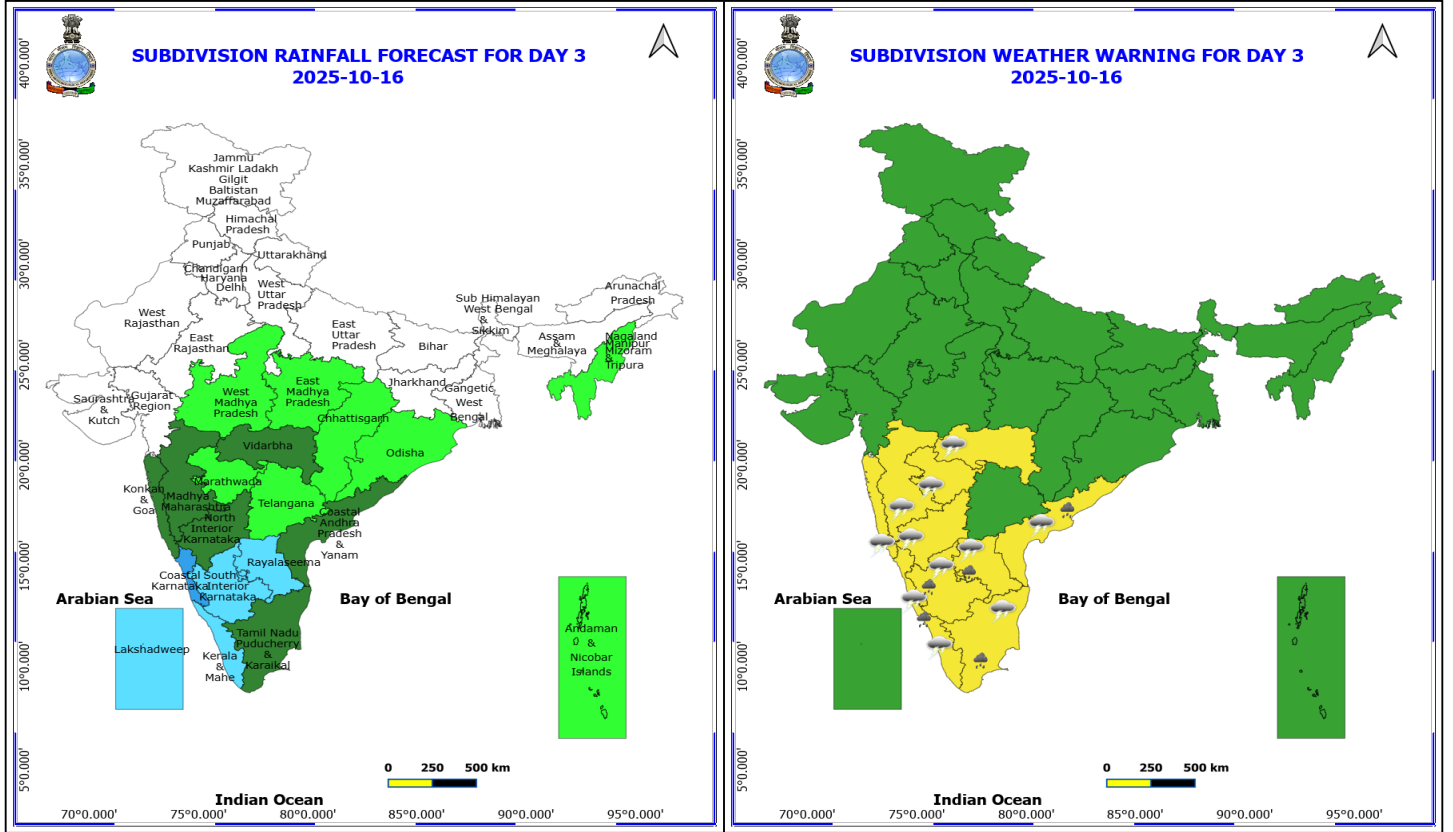 SUBDIVISION RAINFALL FORECAST FOR DAY 3
2025-10-16
40°0.000'
35°0.000'
30°0.000'
25°0.000'
20°0.000'
15°0.000'
10°0.000'
5°0.000'
Jammu
Kashmir Ladakh
Gilgit
Baltistan
Muzaffarabad
Himachal
Pradesh
Punjab
Uttarakhand
Chandigarh
Haryana
Delhi
West
Uttar
Pradesh
Arunachal
Pradesh
Sub Himalayan
West Bengal
&
Sikkim
West
Rajasthan
East
Rajasthan
East
Uttar
Pradesh
Bihar
Assam
&
Meghalaya
Nagaland
Manipur
Mizoram
&
Tripura
Saurashtra
&
Kutch
Gujarat
Region
West
Madhya
Pradesh
East
Madhya
Pradesh
Jharkhand
Gangetic
West
Bengal
Chhattisgarh
Vidarbha
Odisha
Konkan
&
Goa
Madhya
Maharashtra
Marathwada
Telangana
North
Interior
Karnataka
Coastal
Andhra
Pradesh
&
Yanam
Rayalaseema
Coastal
Karnataka
South
Interior
Karnataka
Arabian Sea
Bay of Bengal
Lakshadweep
Kerala
&
Mahe
Tamil Nadu
Puducherry
&
Karaikal
Andaman
&
Nicobar
Islands
0 250 500 km
Indian Ocean
70°0.000' 75°0.000' 80°0.000' 85°0.000' 90°0.000' 95°0.000'
SUBDIVISION WEATHER WARNING FOR DAY 3
2025-10-16
40°0.000'
35°0.000'
30°0.000'
25°0.000'
20°0.000'
15°0.000'
10°0.000'
5°0.000'
Arabian Sea
Bay of Bengal
0 250 500 km
Indian Ocean
70°0.000' 75°0.000' 80°0.000' 85°0.000' 90°0.000' 95°0.000'